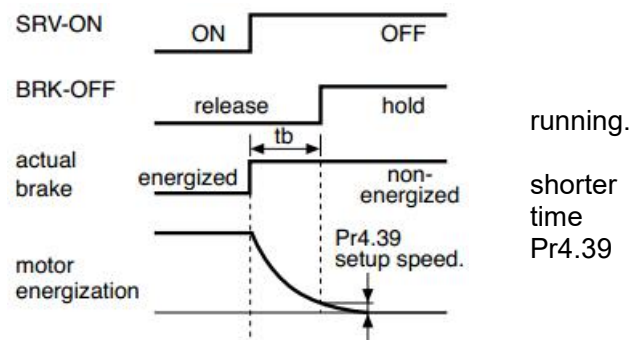 SRV-ON ON OFF
BRK-OFF
release hold
tb
running.
actual
brake
energized
non-
energized
shorter
time
Pr4.39
motor
energization
Pr4.39
setup speed.